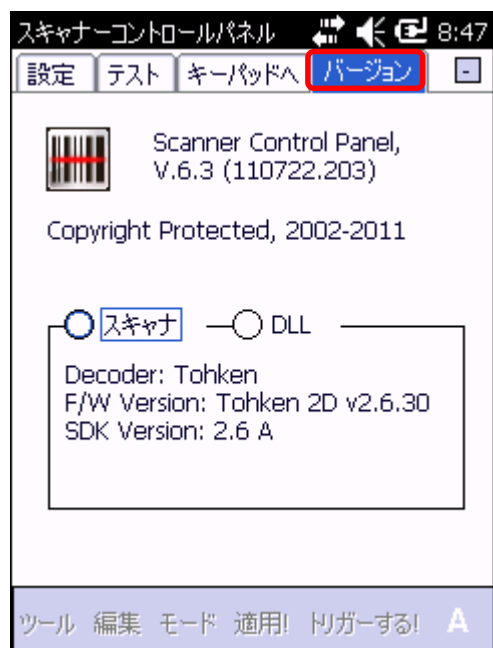 スキャナーコントロールパネル 8:47
設定 テスト キーパッドへ バージョン -
Scanner Control Panel,
V.6.3 (110722.203)
Copyright Protected, 2002-2011
スキャナ DLL
Decoder: Tohken
F/W Version: Tohken 2D v2.6.30
SDK Version: 2.6 A
ツール 編集 モード 適用! トリガーする! A